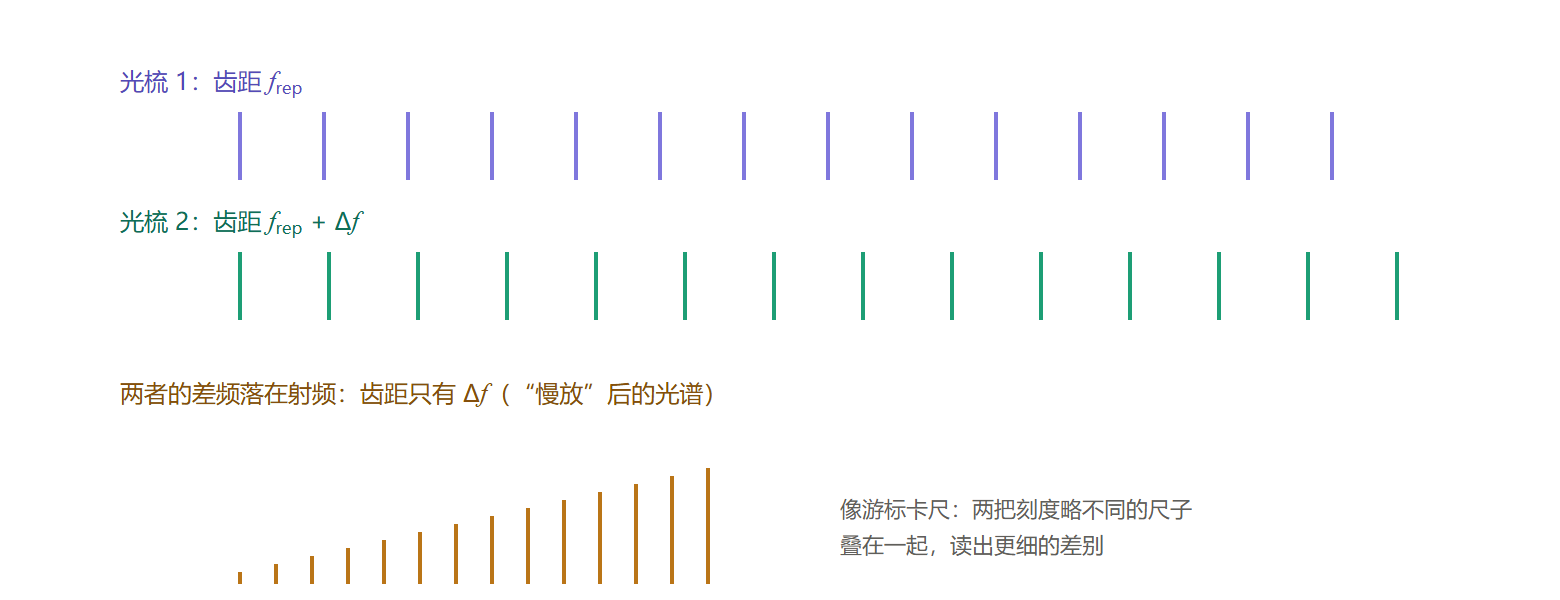 光梳 1：齿距 f_rep
光梳 2：齿距 f_rep + Δf
两者的差频落在射频：齿距只有 Δf（“慢放”后的光谱）
像游标卡尺：两把刻度略不同的尺子
叠在一起，读出更细的差别